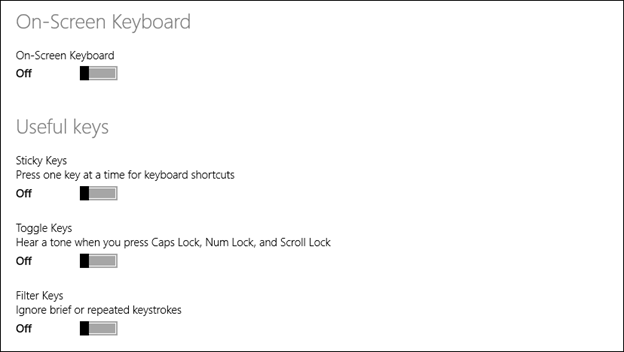 On-Screen Keyboard
On-Screen Keyboard
Off
Useful keys
Sticky Keys
Press one key at a time for keyboard shortcuts
Off
Toggle Keys
Hear a tone when you press Caps Lock, Num Lock, and Scroll Lock
Off
Filter Keys
Ignore brief or repeated keystrokes
Off